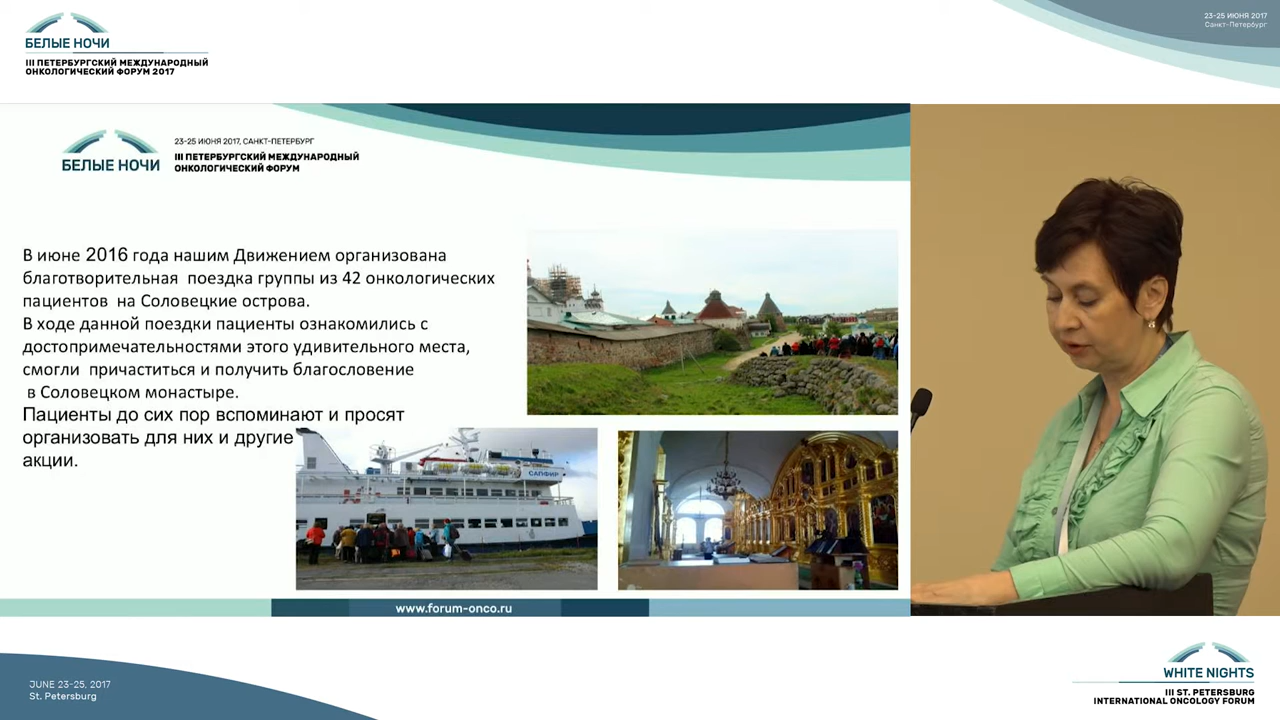 БЕЛЫЕ НОЧИ
III ПЕТЕРБУРГСКИЙ МЕЖДУНАРОДНЫЙ
ОНКОЛОГИЧЕСКИЙ ФОРУМ 2017
23-25 ИЮНЯ 2017
Санкт-Петербург
БЕЛЫЕ НОЧИ
23-25 ИЮНЯ 2017, САНКТ-ПЕТЕРБУРГ
III ПЕТЕРБУРГСКИЙ МЕЖДУНАРОДНЫЙ
ОНКОЛОГИЧЕСКИЙ ФОРУМ
В июне 2016 года нашим Движением организована
благотворительная поездка группы из 42 онкологических
пациентов на Соловецкие острова.
В ходе данной поездки пациенты ознакомились с
достопримечательностями этого удивительного места,
смогли причаститься и получить благословение
в Соловецком монастыре.
Пациенты до сих пор вспоминают и просят
организовать для них и другие
акции.
САПФИР
www.forum-onco.ru
JUNE 23-25, 2017
St. Petersburg
WHITE NIGHTS
III ST. PETERSBURG
INTERNATIONAL ONCOLOGY FORUM